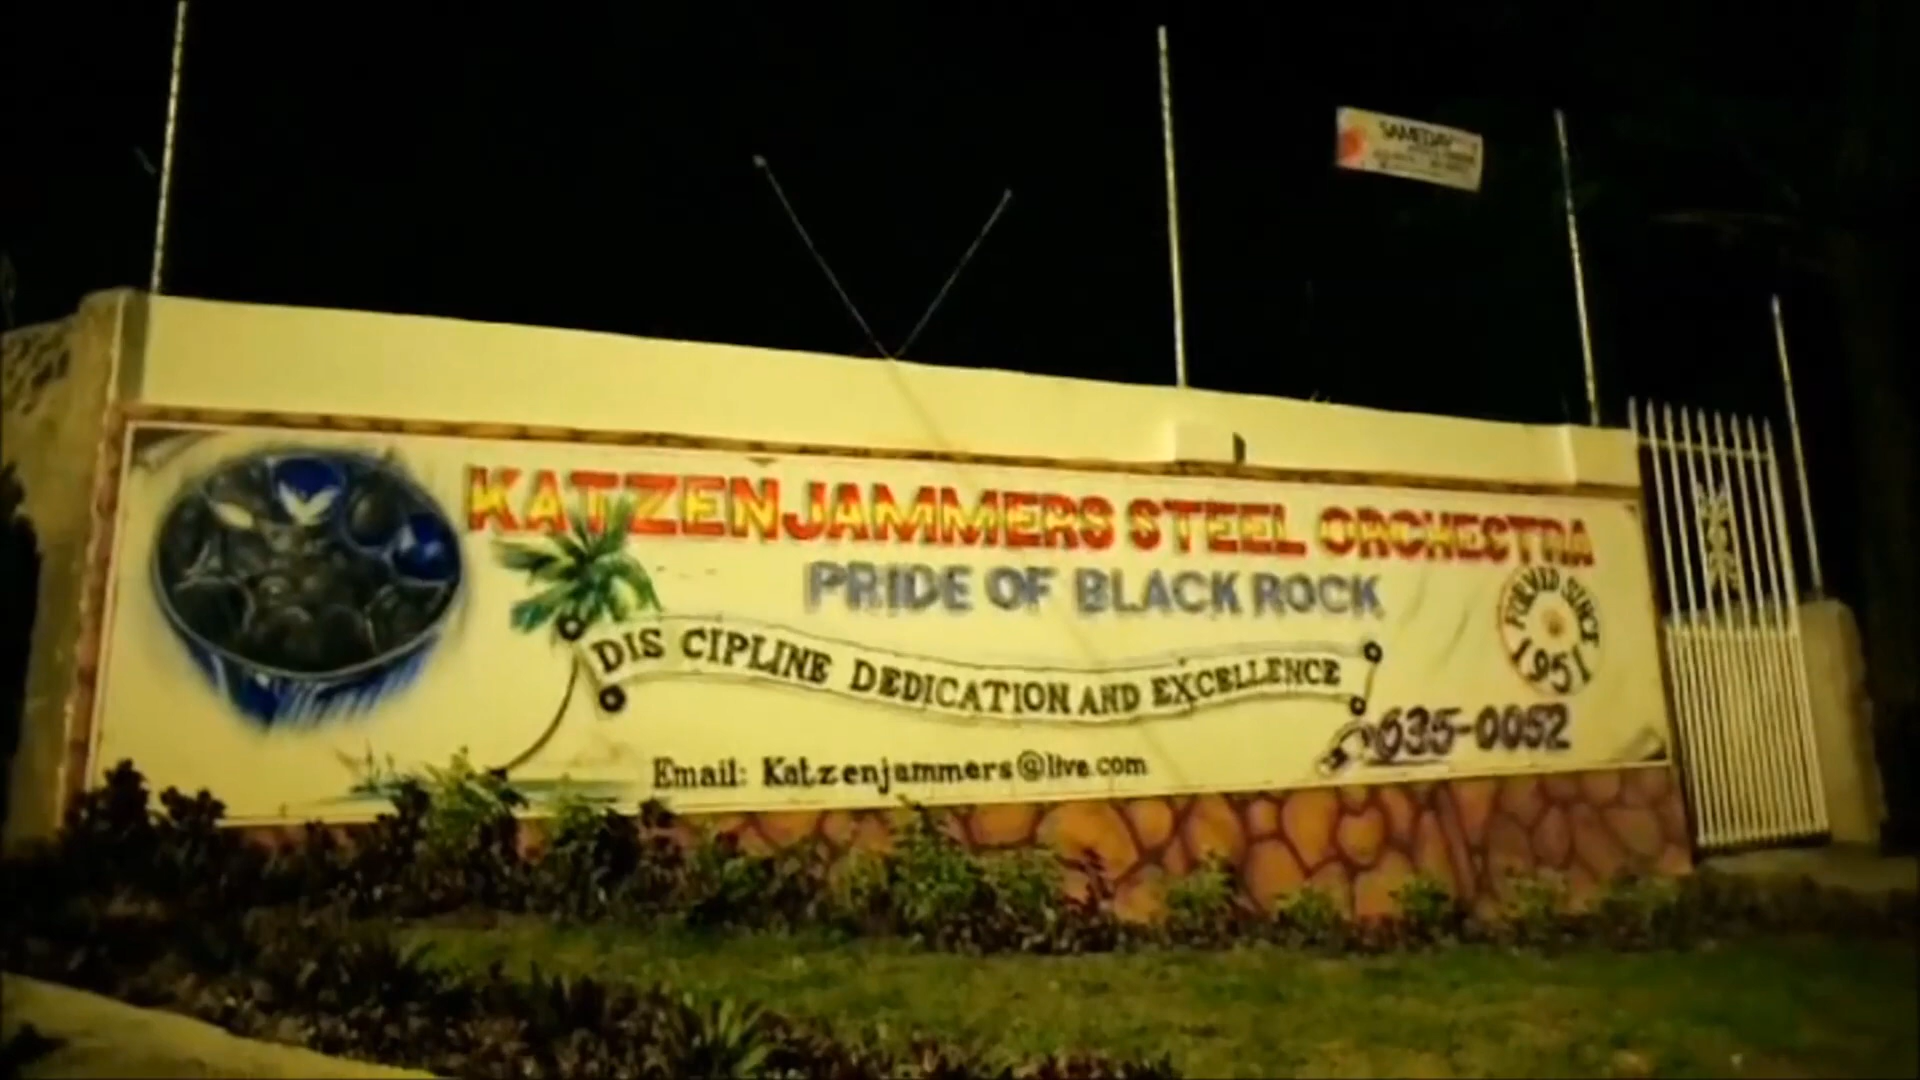 SAMEDAY
KATZENJAMMERS STEEL ORCHESTRA
PRIDE OF BLACK ROCK
FORMED SINCE
1951
DIS CIPLINE DEDICATION AND EXCELLENCE
635-0052
Email: Katzenjammers@live.com